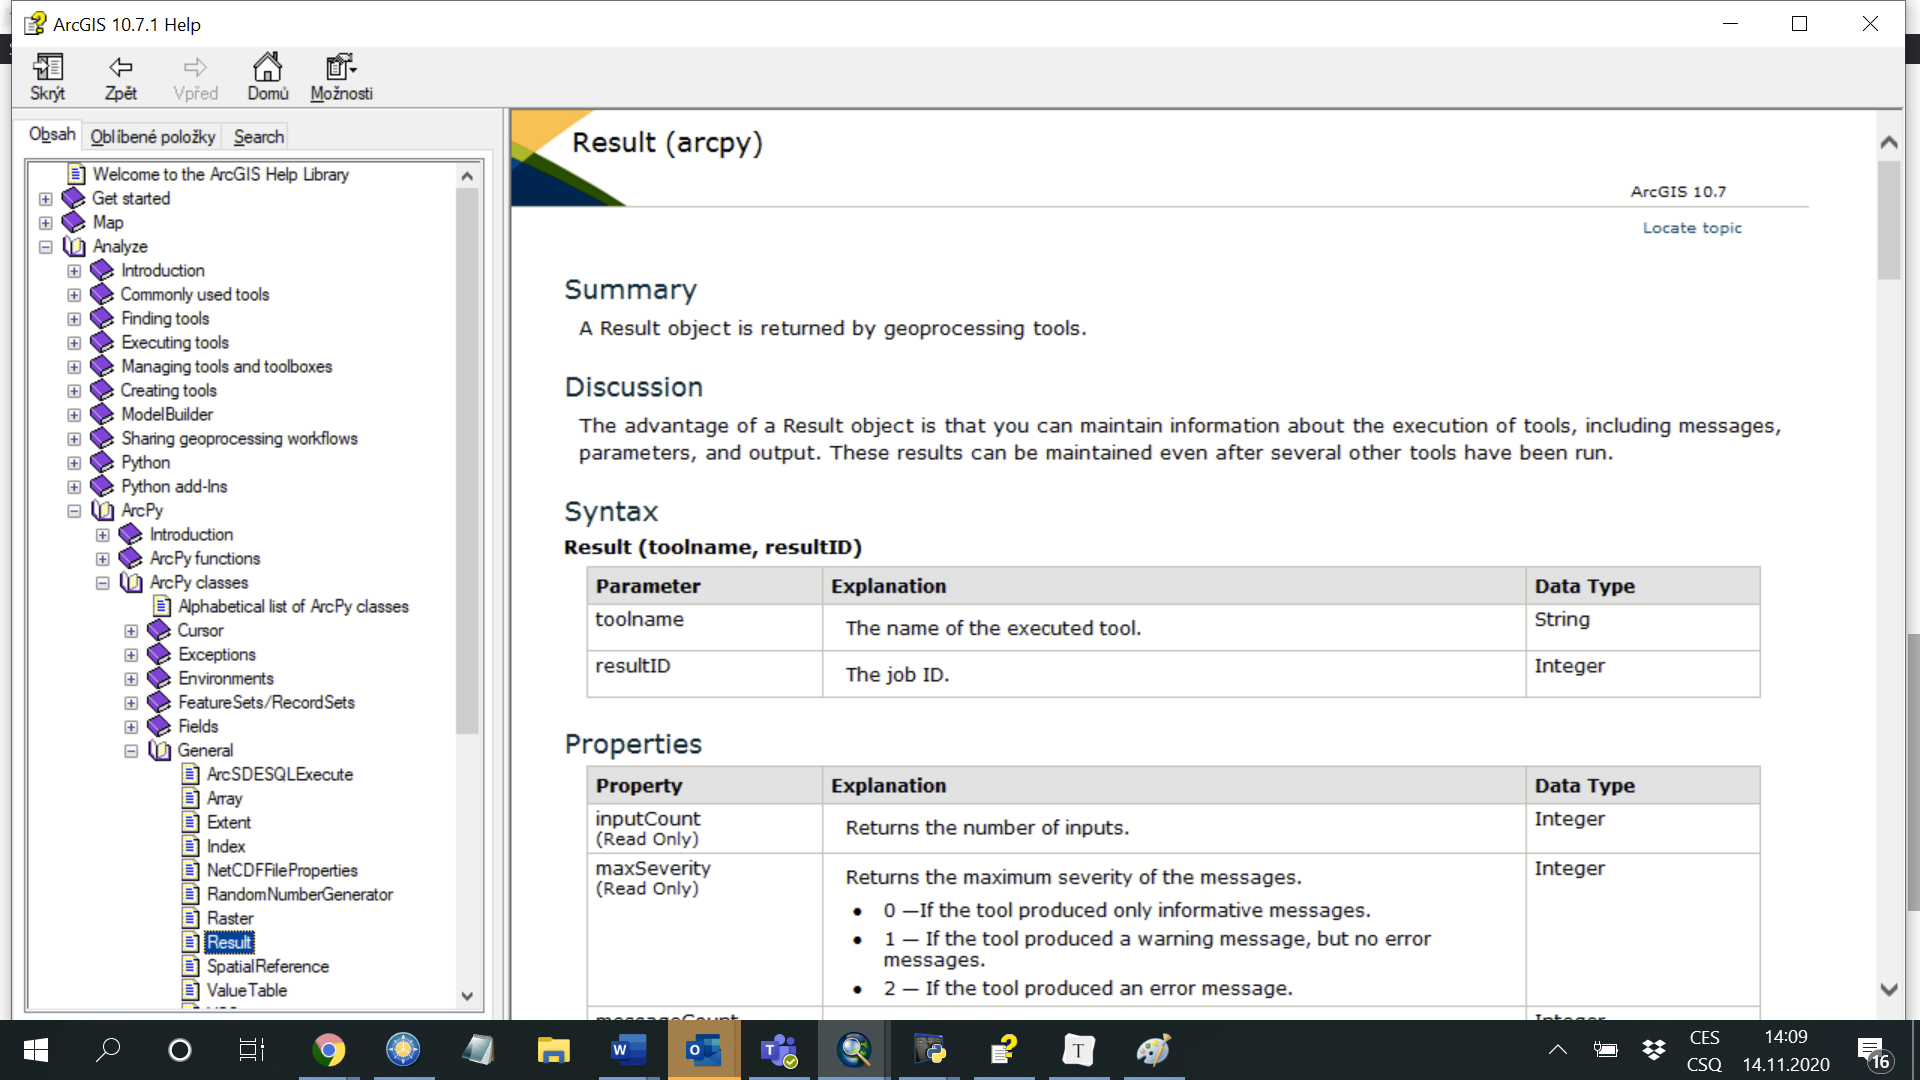 ArcGIS 10.7.1 Help
Skrýt Zpět Vpřed Domů Možnosti
Obsah Oblíbené položky Search
Welcome to the ArcGIS Help Library
Get started
Map
Analyze
Introduction
Commonly used tools
Finding tools
Executing tools
Managing tools and toolboxes
Creating tools
ModelBuilder
Sharing geoprocessing workflows
Python
Python add-Ins
ArcPy
Introduction
ArcPy functions
ArcPy classes
Alphabetical list of ArcPy classes
Cursor
Exceptions
Environments
FeatureSets/RecordSets
Fields
General
ArcSDESQLExecute
Array
Extent
Index
NetCDFFileProperties
RandomNumberGenerator
Raster
Result
SpatialReference
ValueTable
Result (arcpy)
ArcGIS 10.7
Locate topic
Summary
A Result object is returned by geoprocessing tools.
Discussion
The advantage of a Result object is that you can maintain information about the execution of tools, including messages,
parameters, and output. These results can be maintained even after several other tools have been run.
Syntax
Result (toolname, resultID)
Parameter Explanation Data Type
toolname The name of the executed tool. String
resultID The job ID. Integer
Properties
Property Explanation Data Type
inputCount Returns the number of inputs. Integer
(Read Only)
maxSeverity Returns the maximum severity of the messages. Integer
(Read Only)
• 0 —If the tool produced only informative messages.
• 1 — If the tool produced a warning message, but no error
messages.
• 2 — If the tool produced an error message.
messageCount Integer
CES 14:09
CSQ 14.11.2020 16